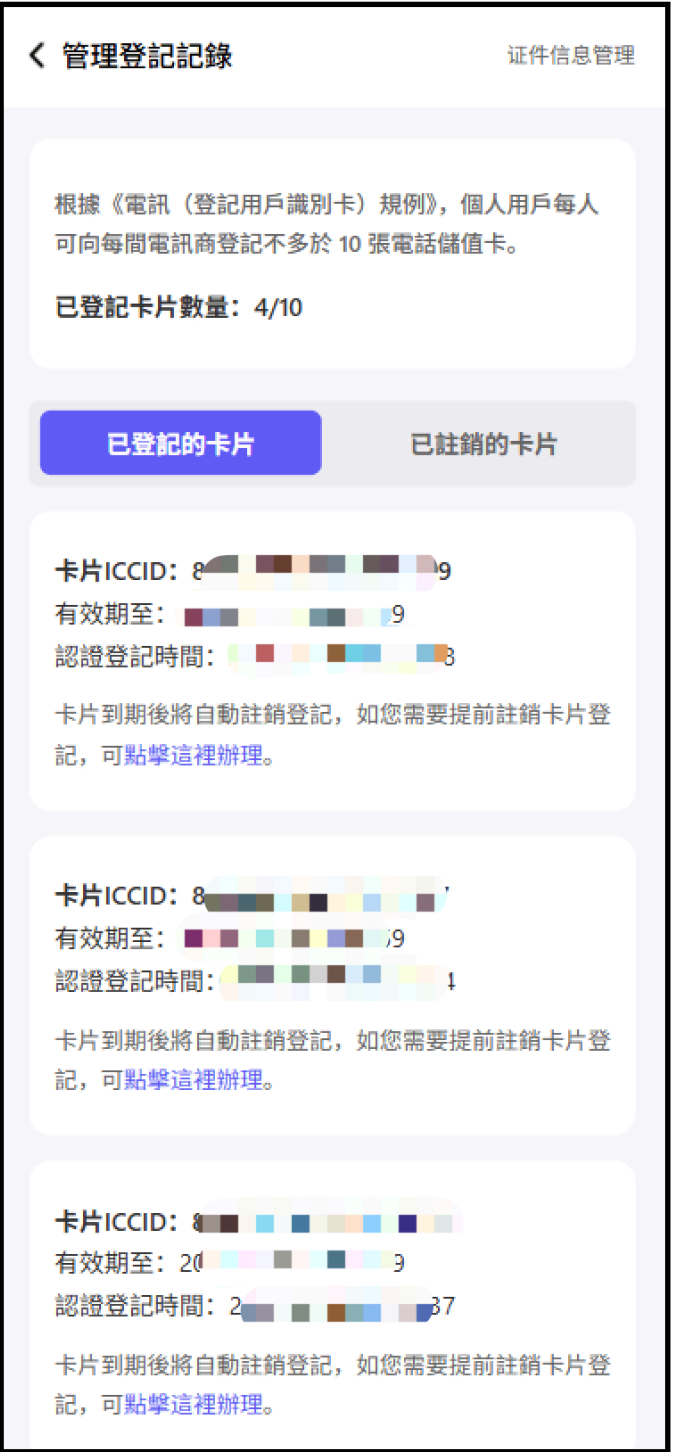 管理登記記錄
证件信息管理
根據《電訊（登記用戶識別卡）規例》，個人用戶每人
可向每間電訊商登記不多於 10 張電話儲值卡。
已登記卡片數量：4/10
已登記的卡片
已註銷的卡片
卡片ICCID：8 9
有效期至： 9
認證登記時間：
卡片到期後將自動註銷登記，如您需要提前註銷卡片登
記，可點擊這裡辦理。
卡片ICCID：8
有效期至： 59
認證登記時間： 4
卡片到期後將自動註銷登記，如您需要提前註銷卡片登
記，可點擊這裡辦理。
卡片ICCID：8
有效期至：20 9
認證登記時間：2 37
卡片到期後將自動註銷登記，如您需要提前註銷卡片登
記，可點擊這裡辦理。